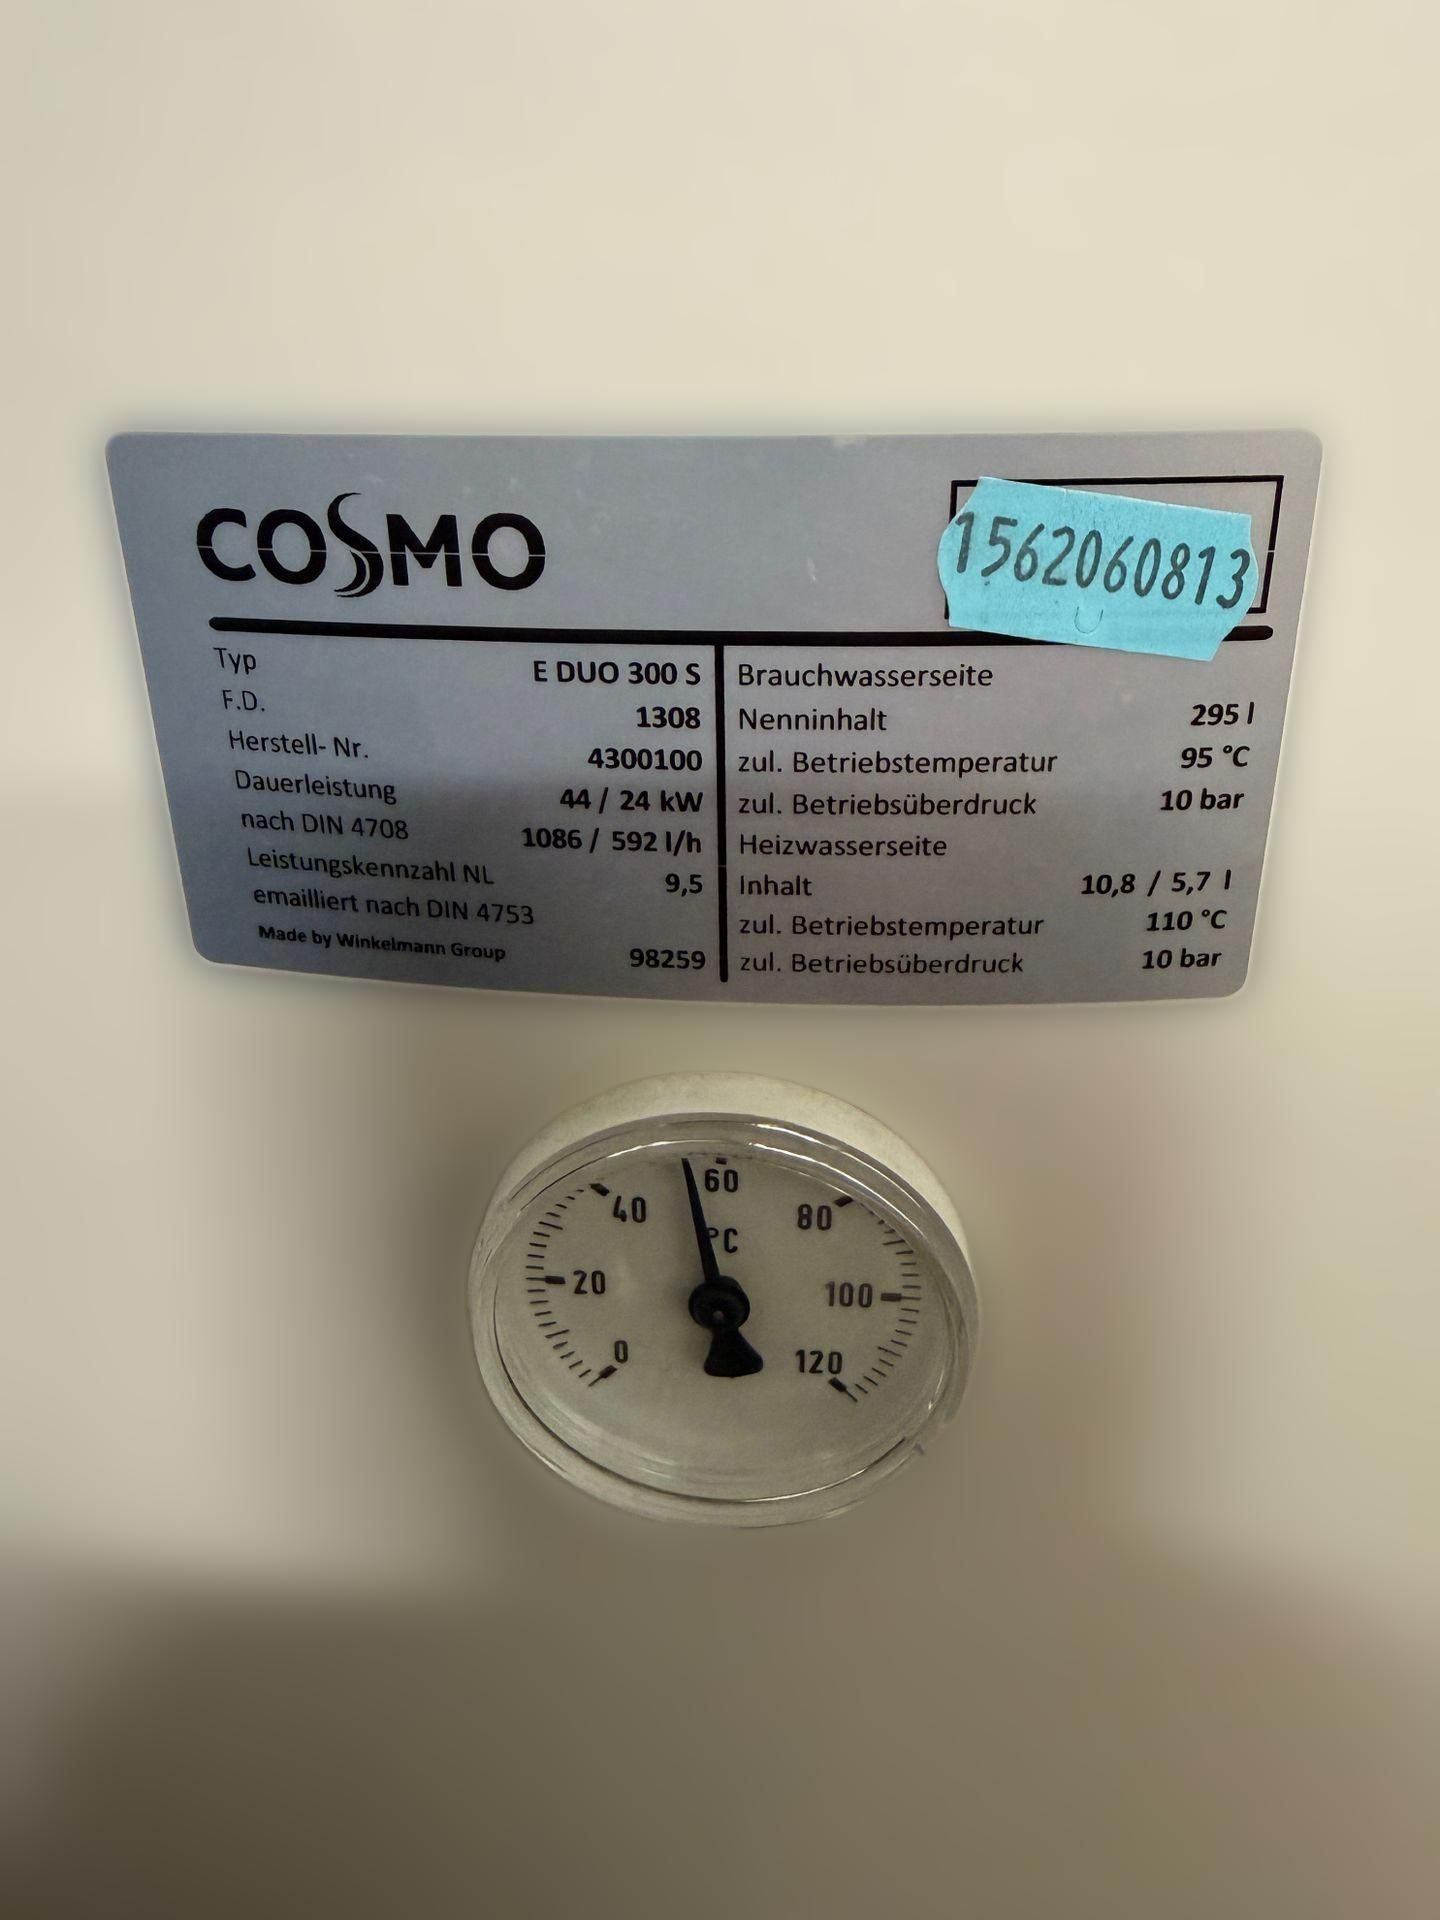 COSMO
1562060813
Typ E DUO 300 S
F.D. 1308
Herstell- Nr. 4300100
Dauerleistung 44 / 24 kW
nach DIN 4708 1086 / 592 l/h
Leistungskennzahl NL 9,5
emailliert nach DIN 4753
Made by Winkelmann Group 98259
Brauchwasserseite
Nenninhalt 295 l
zul. Betriebstemperatur 95 °C
zul. Betriebsüberdruck 10 bar
Heizwasserseite
Inhalt 10,8 / 5,7 l
zul. Betriebstemperatur 110 °C
zul. Betriebsüberdruck 10 bar
0
20
40
60
80
100
120
°C